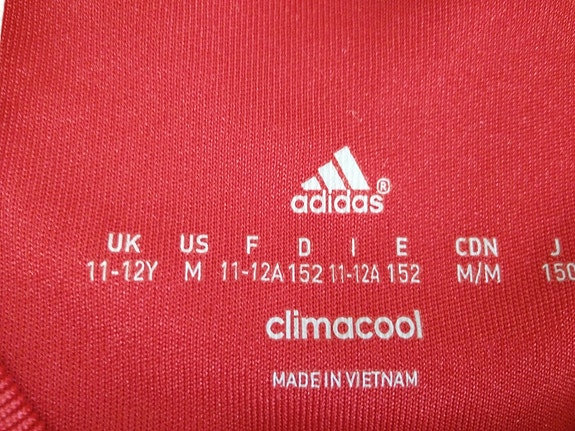 adidas®
UK US F D I E CDN J
11-12Y M 11-12A 152 11-12A 152 M/M 150
climacool
MADE IN VIETNAM